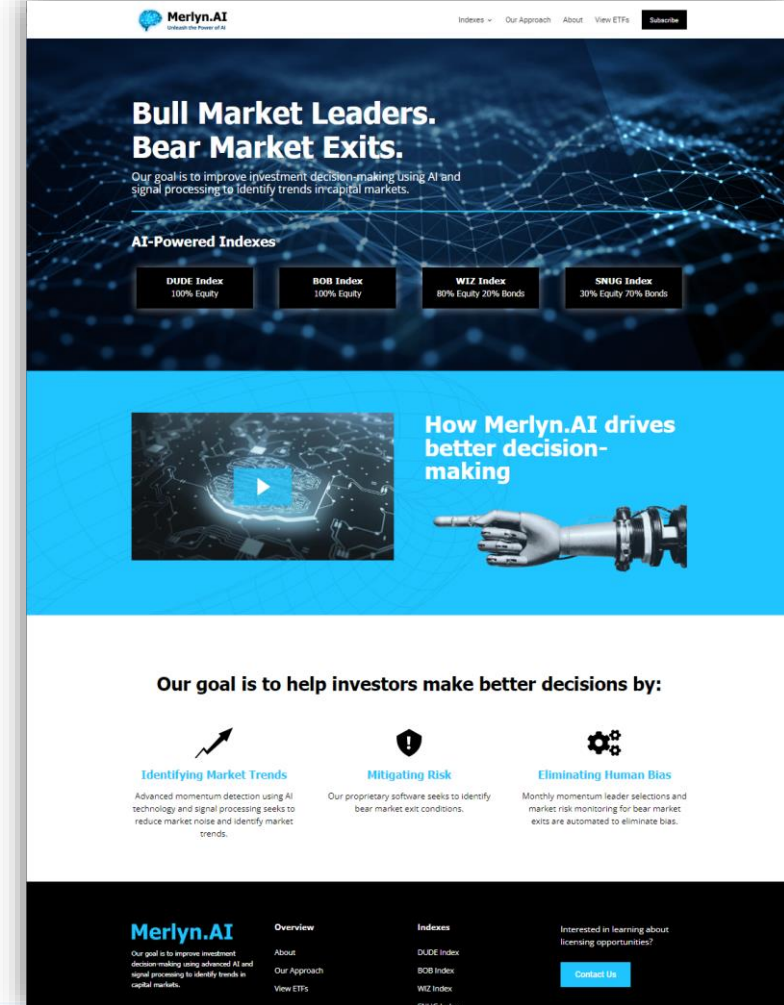 Merlyn.AI
Unleash the Power of AI
Indexes
Our Approach
About
View ETFs
Subscribe
Bull Market Leaders.
Bear Market Exits.
Our goal is to improve investment decision-making using AI and
signal processing to identify trends in capital markets.
AI-Powered Indexes
DUDE Index
100% Equity
BOB Index
100% Equity
WIZ Index
80% Equity 20% Bonds
SNUG Index
30% Equity 70% Bonds
How Merlyn.AI drives
better decision-
making
Our goal is to help investors make better decisions by:
Identifying Market Trends
Advanced momentum detection using AI
technology and signal processing seeks to
reduce market noise and identify market
trends.
Mitigating Risk
Our proprietary software seeks to identify
bear market exit conditions.
Eliminating Human Bias
Monthly momentum leader selections and
market risk monitoring for bear market
exits are automated to eliminate bias.
Merlyn.AI
Our goal is to improve investment
decision-making using advanced AI and
signal processing to identify trends in
capital markets.
Overview
About
Our Approach
View ETFs
Indexes
DUDE Index
BOB Index
WIZ Index
SNUG Index
Interested in learning about
licensing opportunities?
Contact Us